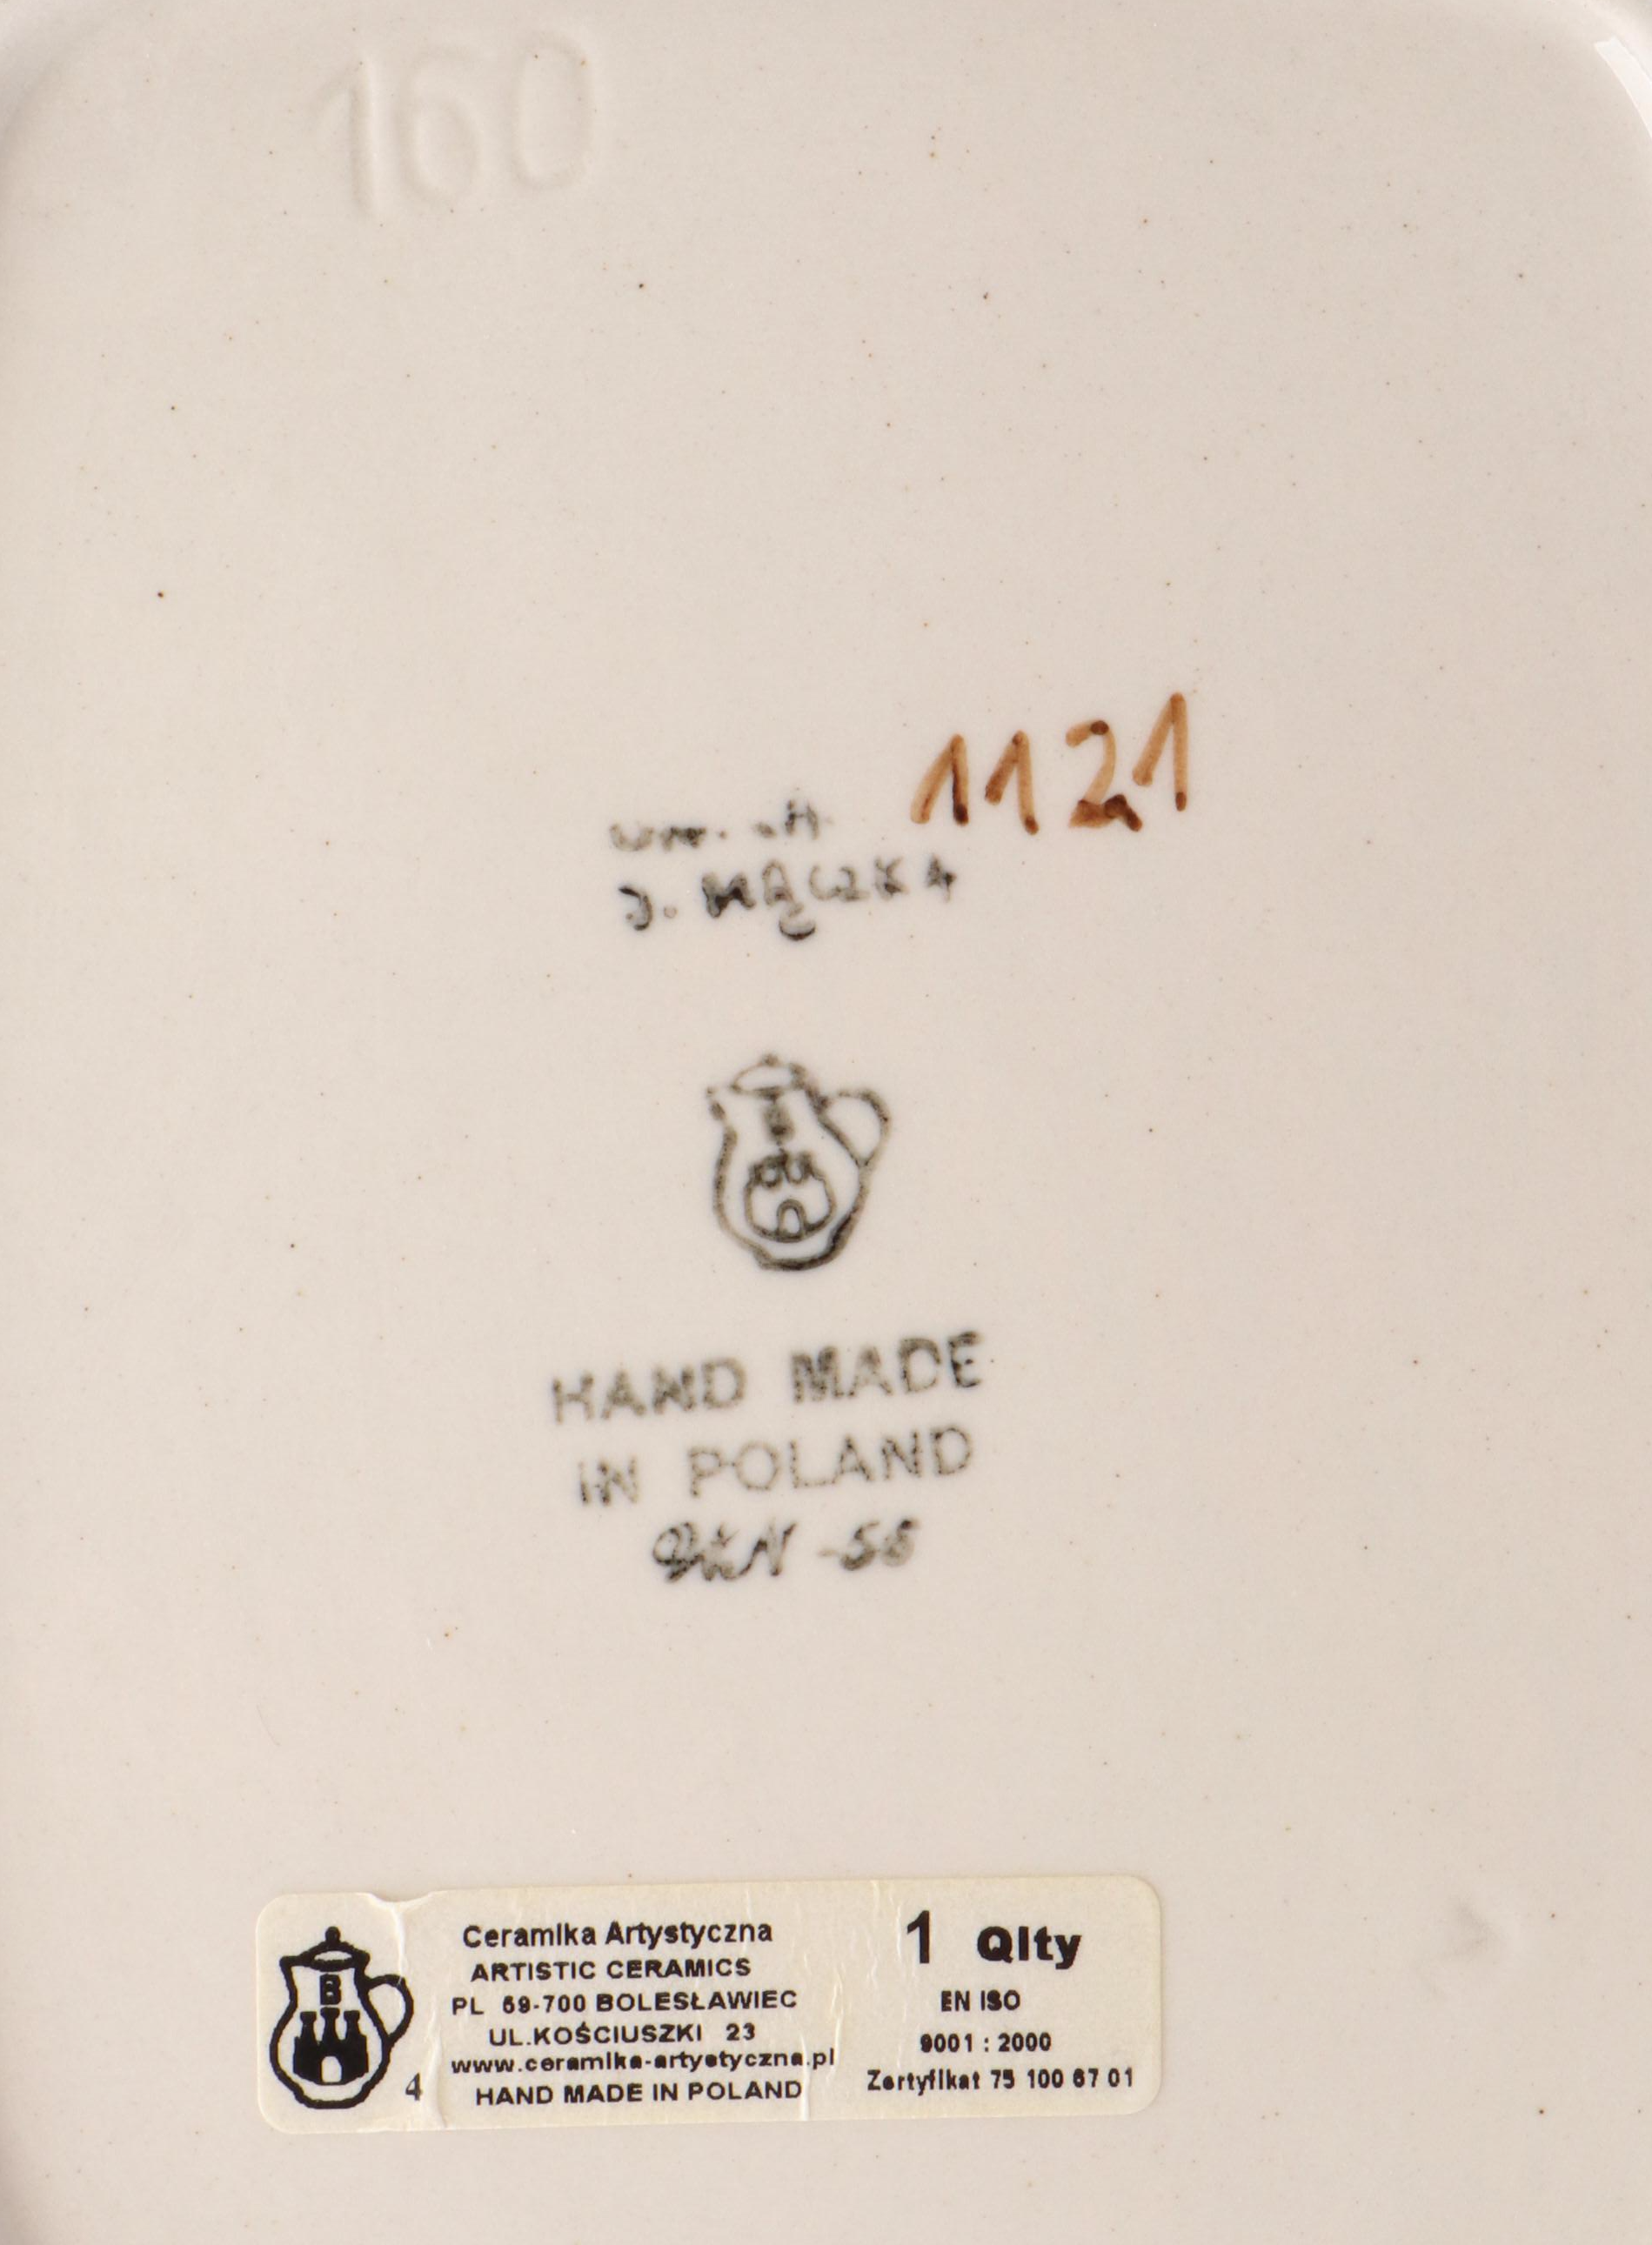 160
1121
J. MĄCZKA
HAND MADE
IN POLAND
B
Ceramika Artystyczna
ARTISTIC CERAMICS
PL 59-700 BOLESŁAWIEC
UL.KOŚCIUSZKI 23
www.ceramika-artystyczna.pl
HAND MADE IN POLAND
4
1 Qlty
EN ISO
9001 : 2000
Zertyfikat 75 100 67 01